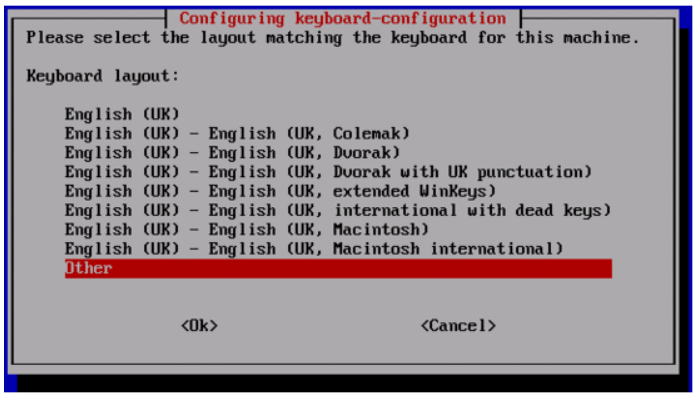 Configuring keyboard-configuration
Please select the layout matching the keyboard for this machine.
Keyboard layout:
English (UK)
English (UK) - English (UK, Colemak)
English (UK) - English (UK, Dvorak)
English (UK) - English (UK, Dvorak with UK punctuation)
English (UK) - English (UK, extended WinKeys)
English (UK) - English (UK, international with dead keys)
English (UK) - English (UK, Macintosh)
English (UK) - English (UK, Macintosh international)
Other
<Ok> <Cancel>